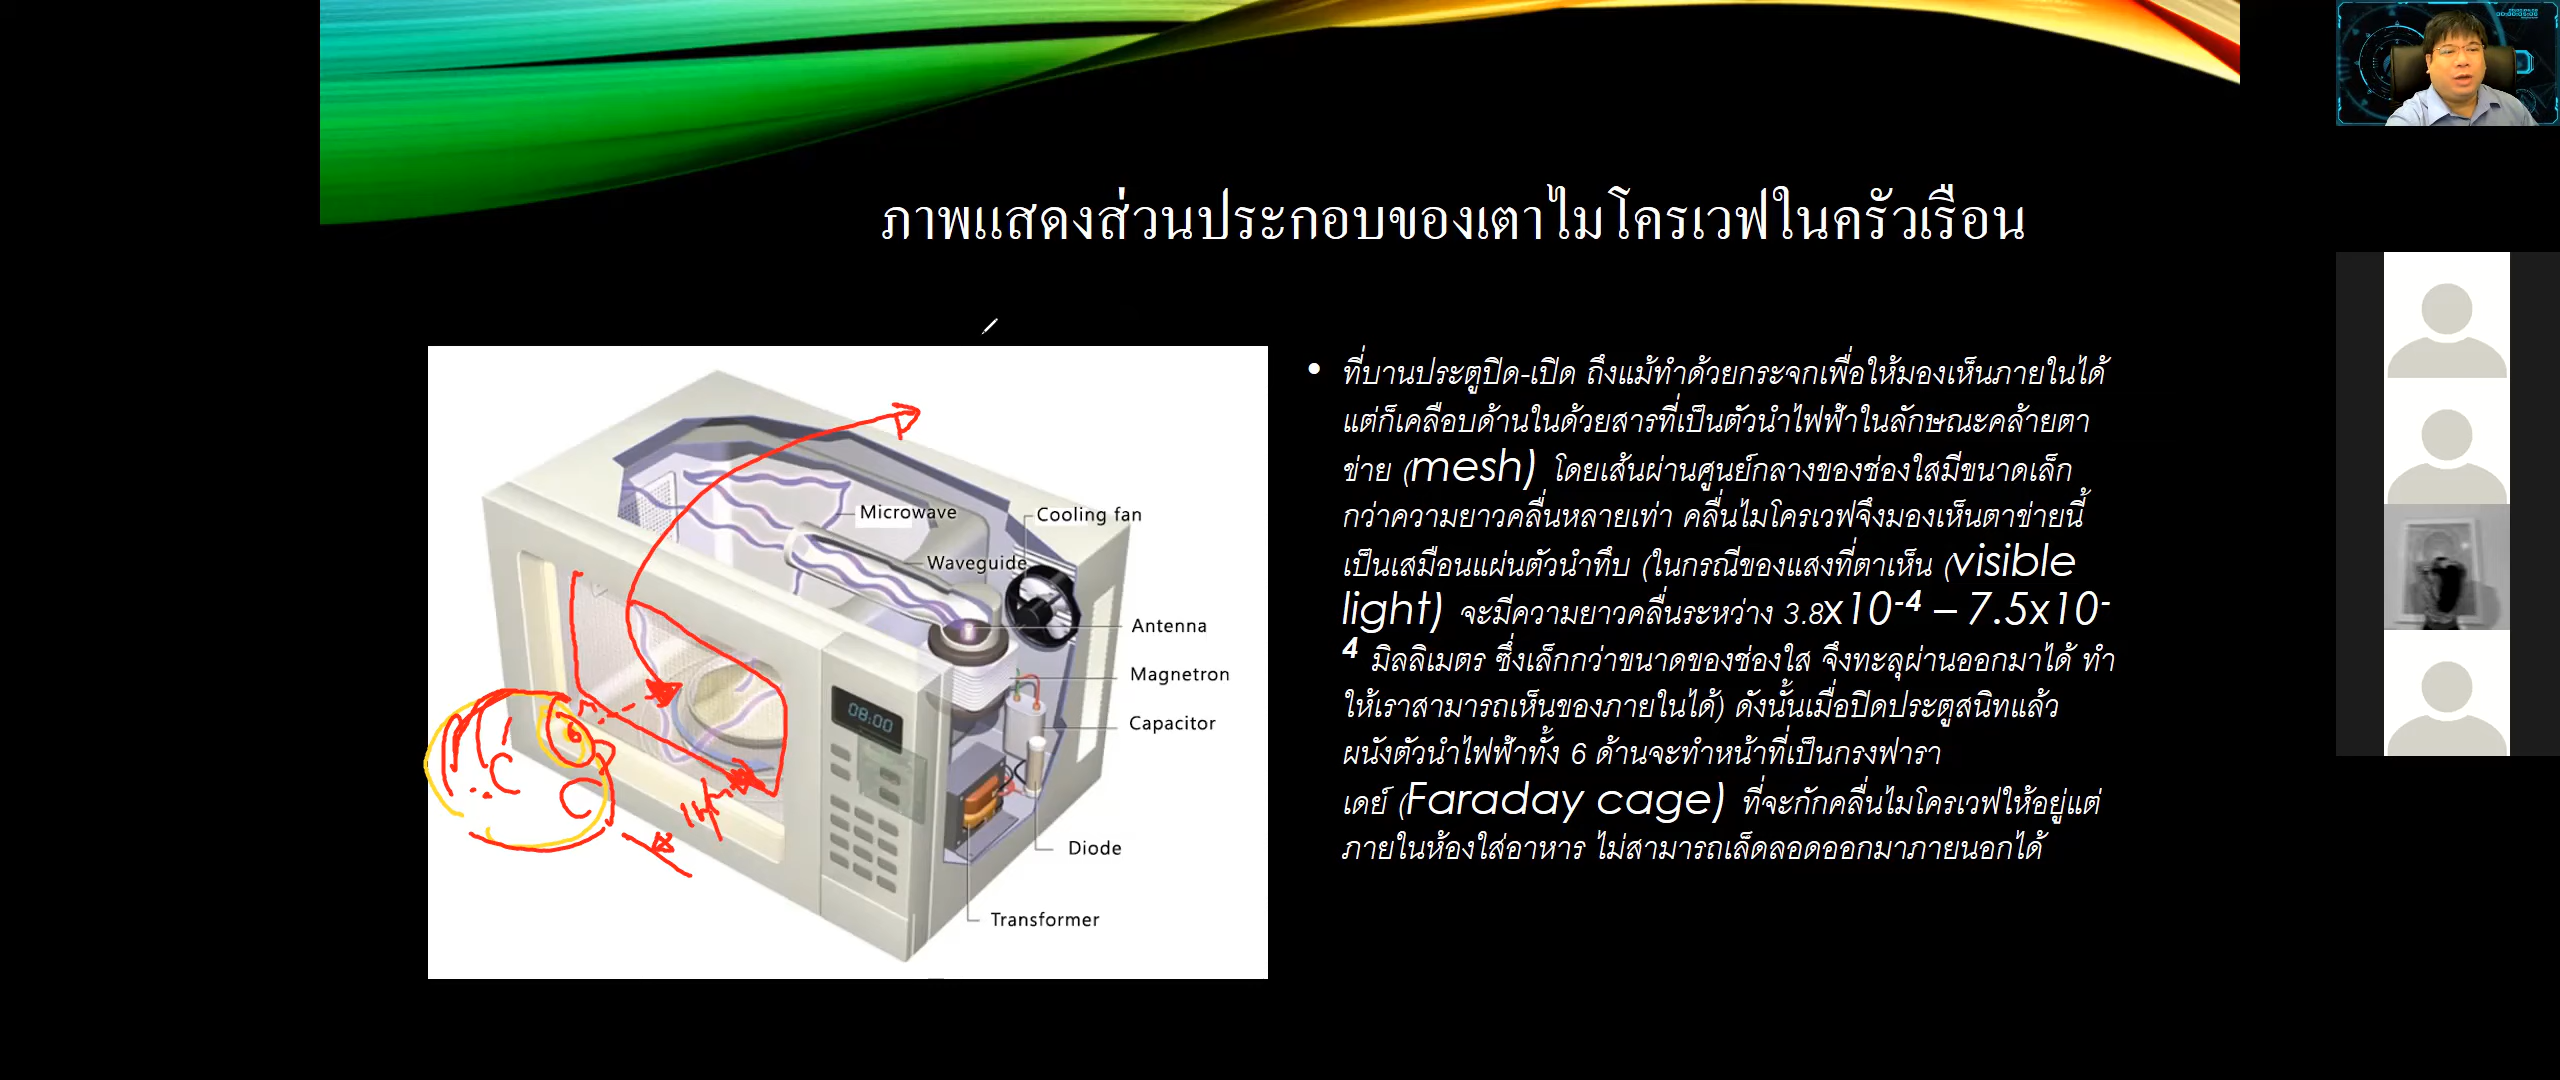 ภาพแสดงส่วนประกอบของเตาไมโครเวฟในครัวเรือน
Microwave
Cooling fan
Waveguide
Antenna
Magnetron
Capacitor
08:00
Diode
Transformer
• ที่บานประตูปิด-เปิด ถึงแม้ทำด้วยกระจกเพื่อให้มองเห็นภายในได้
แต่ก็เคลือบด้านในด้วยสารที่เป็นตัวนำไฟฟ้าในลักษณะคล้ายตา
ข่าย (mesh) โดยเส้นผ่านศูนย์กลางของช่องใสมีขนาดเล็ก
กว่าความยาวคลื่นหลายเท่า คลื่นไมโครเวฟจึงมองเห็นตาข่ายนี้
เป็นเสมือนแผ่นตัวนำทึบ (ในกรณีของแสงที่ตาเห็น (visible
light) จะมีความยาวคลื่นระหว่าง 3.8x10-4 – 7.5x10-
4 มิลลิเมตร ซึ่งเล็กกว่าขนาดของช่องใส จึงทะลุผ่านออกมาได้ ทำ
ให้เราสามารถเห็นของภายในได้) ดังนั้นเมื่อปิดประตูสนิทแล้ว
ผนังตัวนำไฟฟ้าทั้ง 6 ด้านจะทำหน้าที่เป็นกรงฟารา
เดย์ (Faraday cage) ที่จะกักคลื่นไมโครเวฟให้อยู่แต่
ภายในห้องใส่อาหาร ไม่สามารถเล็ดลอดออกมาภายนอกได้